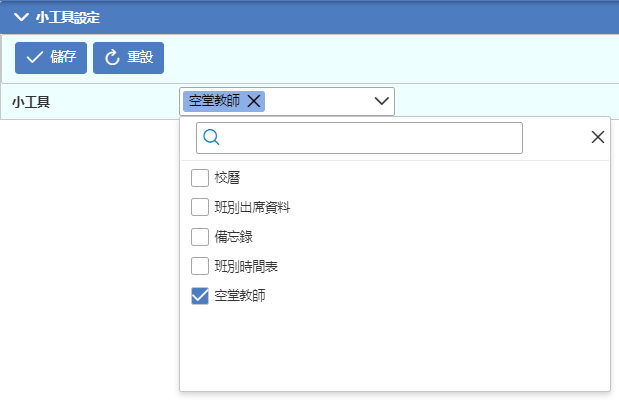 小工具設定
儲存 重設
小工具 空堂教師
校曆
班別出席資料
備忘錄
班別時間表
空堂教師